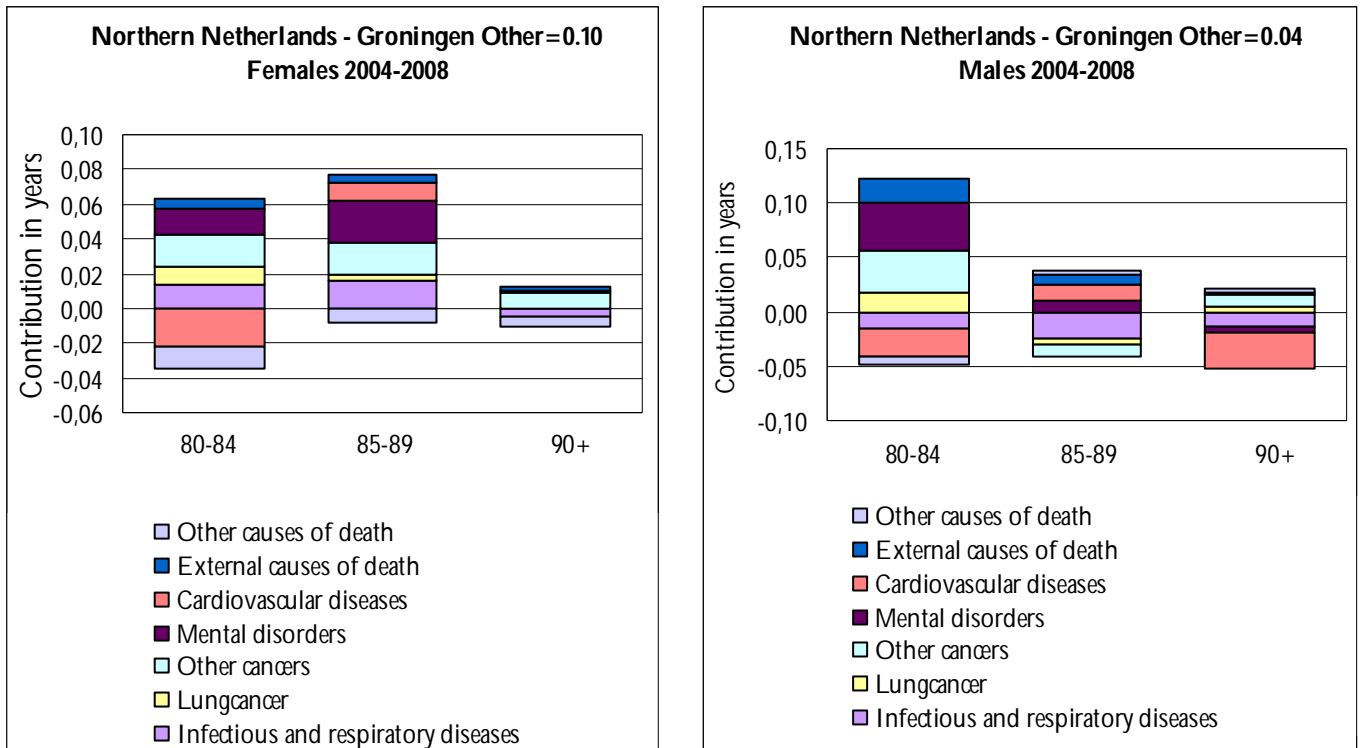 Northern Netherlands - Groningen Other=0.10
Females 2004-2008
Contribution in years
0,10
0,08
0,06
0,04
0,02
0,00
-0,02
-0,04
-0,06
80-84
85-89
90+
Other causes of death
External causes of death
Cardiovascular diseases
Mental disorders
Other cancers
Lungcancer
Infectious and respiratory diseases
Northern Netherlands - Groningen Other=0.04
Males 2004-2008
Contribution in years
0,15
0,10
0,05
0,00
-0,05
-0,10
80-84
85-89
90+
Other causes of death
External causes of death
Cardiovascular diseases
Mental disorders
Other cancers
Lungcancer
Infectious and respiratory diseases